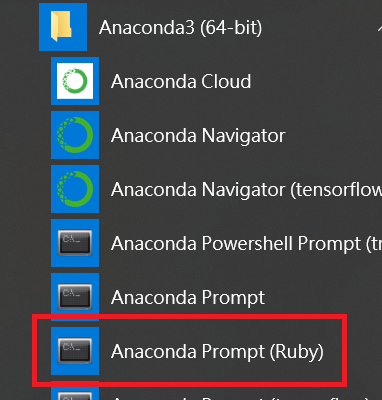 Anaconda3 (64-bit)
Anaconda Cloud
Anaconda Navigator
Anaconda Navigator (tensorflow
Anaconda Powershell Prompt (tr
Anaconda Prompt
Anaconda Prompt (Ruby)